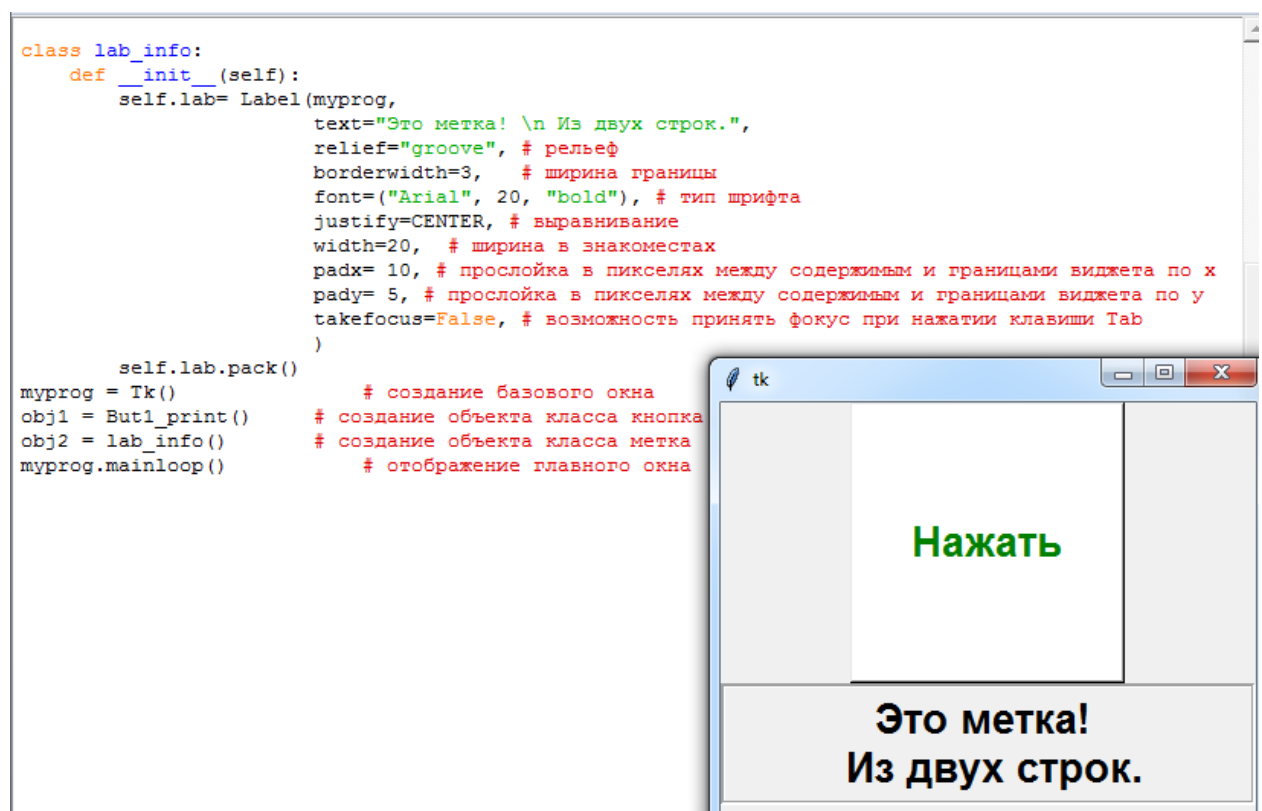 class lab_info:
    def __init__(self):
        self.lab= Label(myprog,
                        text="Это метка! \n Из двух строк.",
                        relief="groove", # рельеф
                        borderwidth=3,   # ширина границы
                        font=("Arial", 20, "bold"), # тип шрифта
                        justify=CENTER, # выравнивание
                        width=20,  # ширина в знакоместах
                        padx= 10, # прослойка в пикселях между содержимым и границами виджета по x
                        pady= 5, # прослойка в пикселях между содержимым и границами виджета по y
                        takefocus=False, # возможность принять фокус при нажатии клавиши Tab
                        )
        self.lab.pack()
myprog = Tk()               # создание базового окна
obj1 = But1_print()     # создание объекта класса кнопка
obj2 = lab_info()       # создание объекта класса метка
myprog.mainloop()           # отображение главного окна
tk
Нажать
Это метка!
Из двух строк.